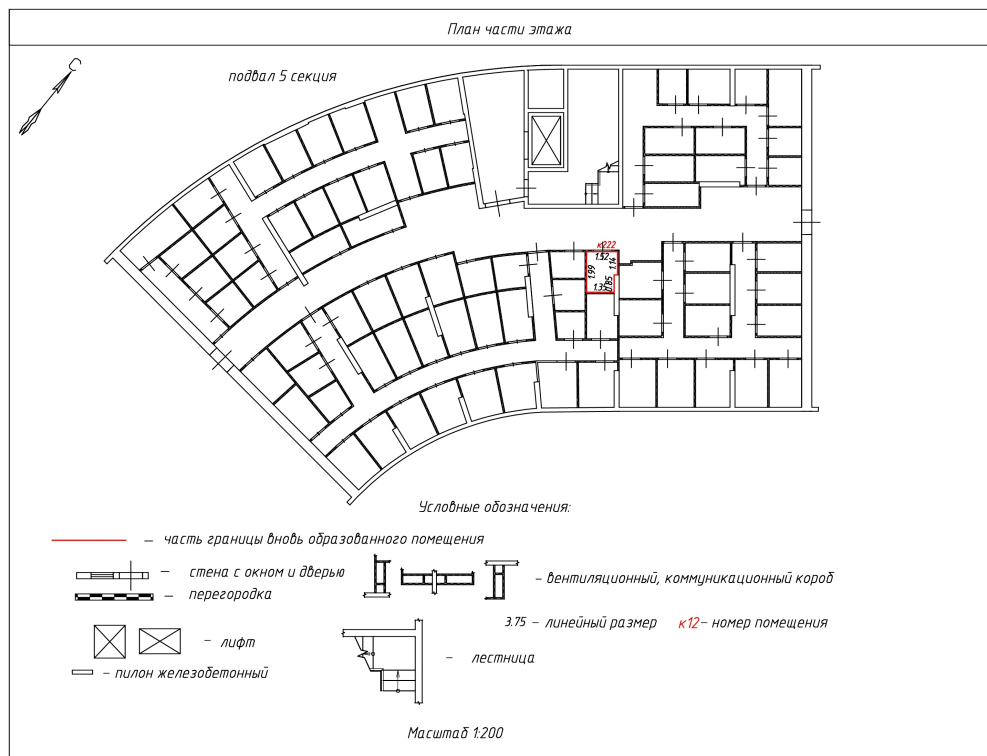 План части этажа
С
подвал 5 секция
к222
1.52
1.14
1.99
0.85
1.35
Условные обозначения:
— часть границы вновь образованного помещения
— стена с окном и дверью
— перегородка
— вентиляционный, коммуникационный короб
3.75 — линейный размер к12 — номер помещения
— лифт
— лестница
— пилон железобетонный
Масштаб 1:200